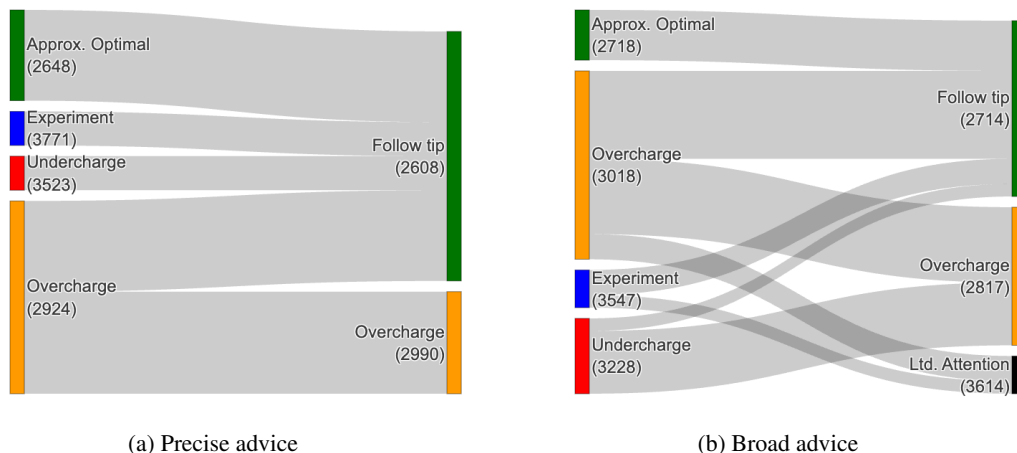 Approx. Optimal
(2648)
Experiment
(3771)
Undercharge
(3523)
Overcharge
(2924)
Follow tip
(2608)
Overcharge
(2990)
(a) Precise advice
Approx. Optimal
(2718)
Overcharge
(3018)
Experiment
(3547)
Undercharge
(3228)
Follow tip
(2714)
Overcharge
(2817)
Ltd. Attention
(3614)
(b) Broad advice